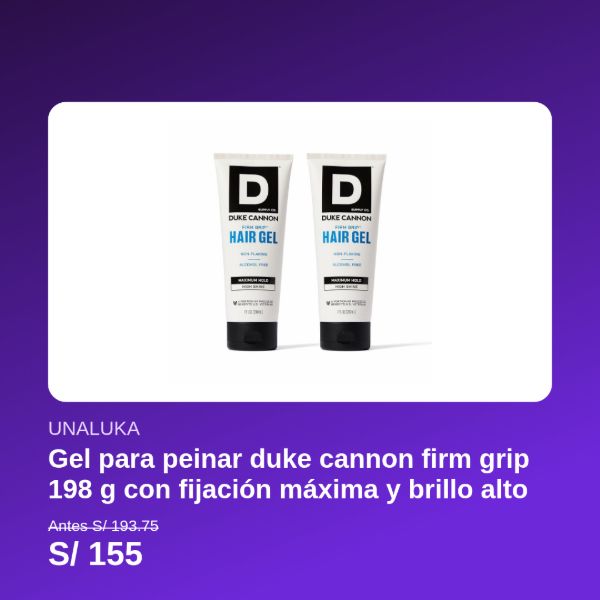 D
SUPPLY CO.
DUKE CANNON
FIRM GRIP
HAIR GEL
NON-FLAKING
ALCOHOL FREE
MAXIMUM HOLD
HIGH SHINE
D
SUPPLY CO.
DUKE CANNON
FIRM GRIP
HAIR GEL
NON-FLAKING
ALCOHOL FREE
MAXIMUM HOLD
HIGH SHINE
UNALUKA
Gel para peinar duke cannon firm grip
198 g con fijación máxima y brillo alto
Antes S/ 193.75
S/ 155